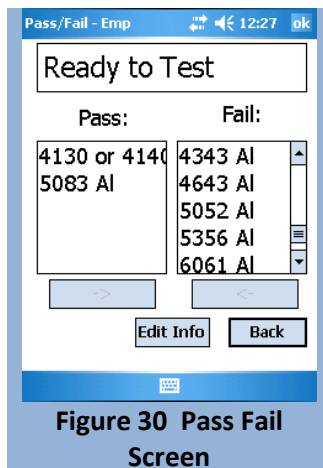 Pass/Fail - Emp 12:27 ok
Ready to Test
Pass: Fail:
4130 or 4140 4343 Al
5083 Al 4643 Al
5052 Al
5356 Al
6061 Al
-> <-
Edit Info Back
Figure 30 Pass Fail
Screen